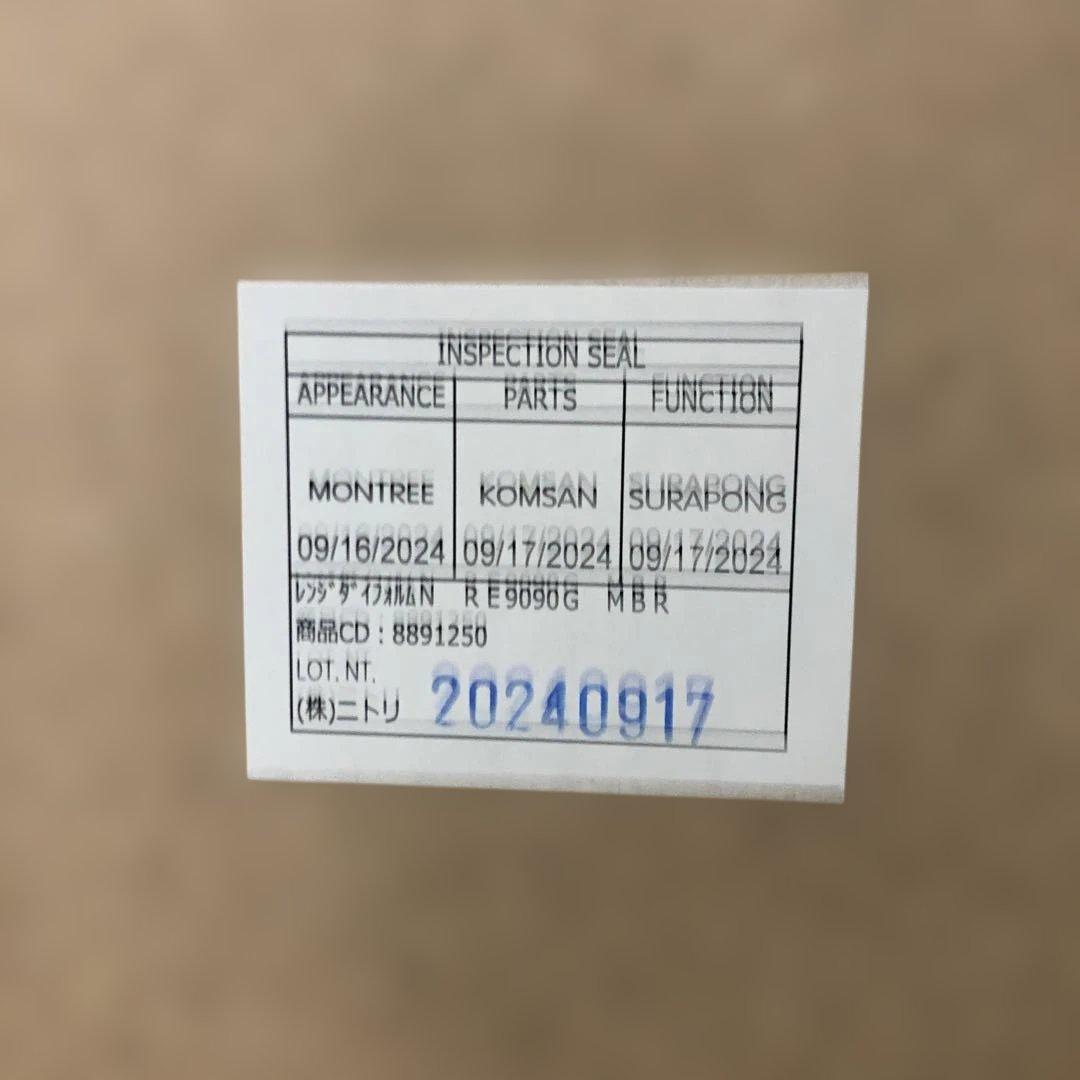 INSPECTION SEAL
APPEARANCE PARTS FUNCTION
MONTREE KOMSAN SURAPONG
09/16/2024 09/17/2024 09/17/2024
ﾚﾝｼﾞﾀﾞｲﾌｫﾙﾑN RE9090G MBR
商品CD：8891250
LOT. NT.
(株)ニトリ 20240917